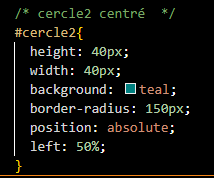 /* cercle2 centré  */
#cercle2{
  height: 40px;
  width: 40px;
  background: teal;
  border-radius: 150px;
  position: absolute;
  left: 50%;
}